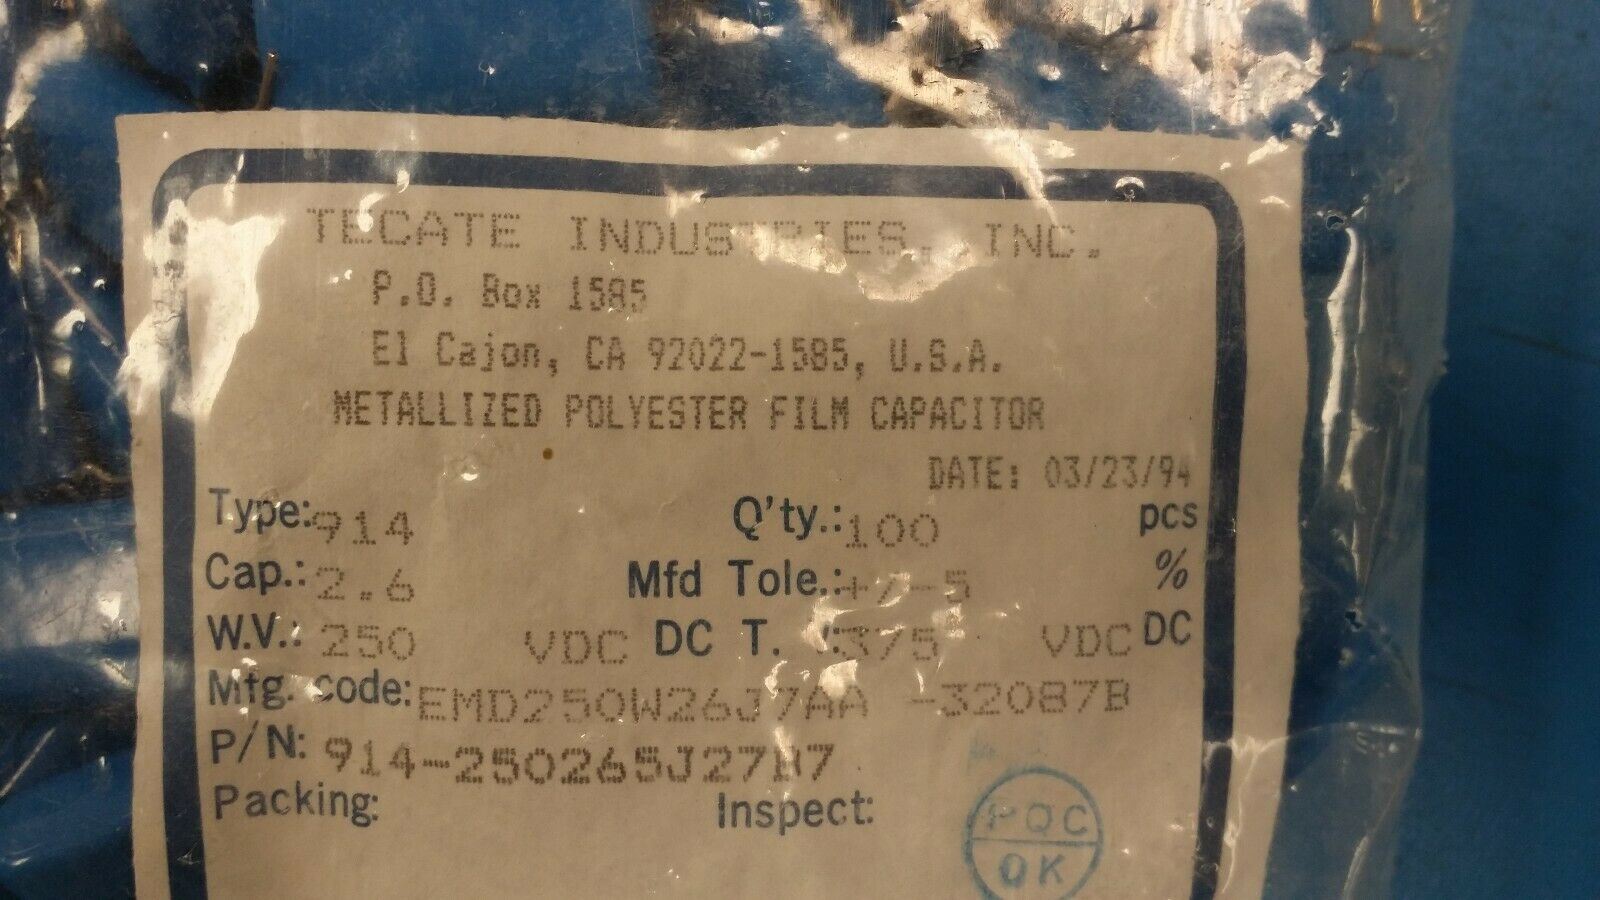 TECATE INDUSTRIES, INC.
P.O. Box 1585
El Cajon, CA 92022-1585, U.S.A.
METALLIZED POLYESTER FILM CAPACITOR
DATE: 03/23/94
Type: 914 Q'ty.: 100 pcs
Cap.: 2.6 Mfd Tole.: +/-5 %
W.V.: 250 VDC DC T. V: 375 VDC DC
Mfg. code: EMD250W26J7AA -32087B
P/N: 914-250265J27B7
Packing: Inspect:
PQC
OK